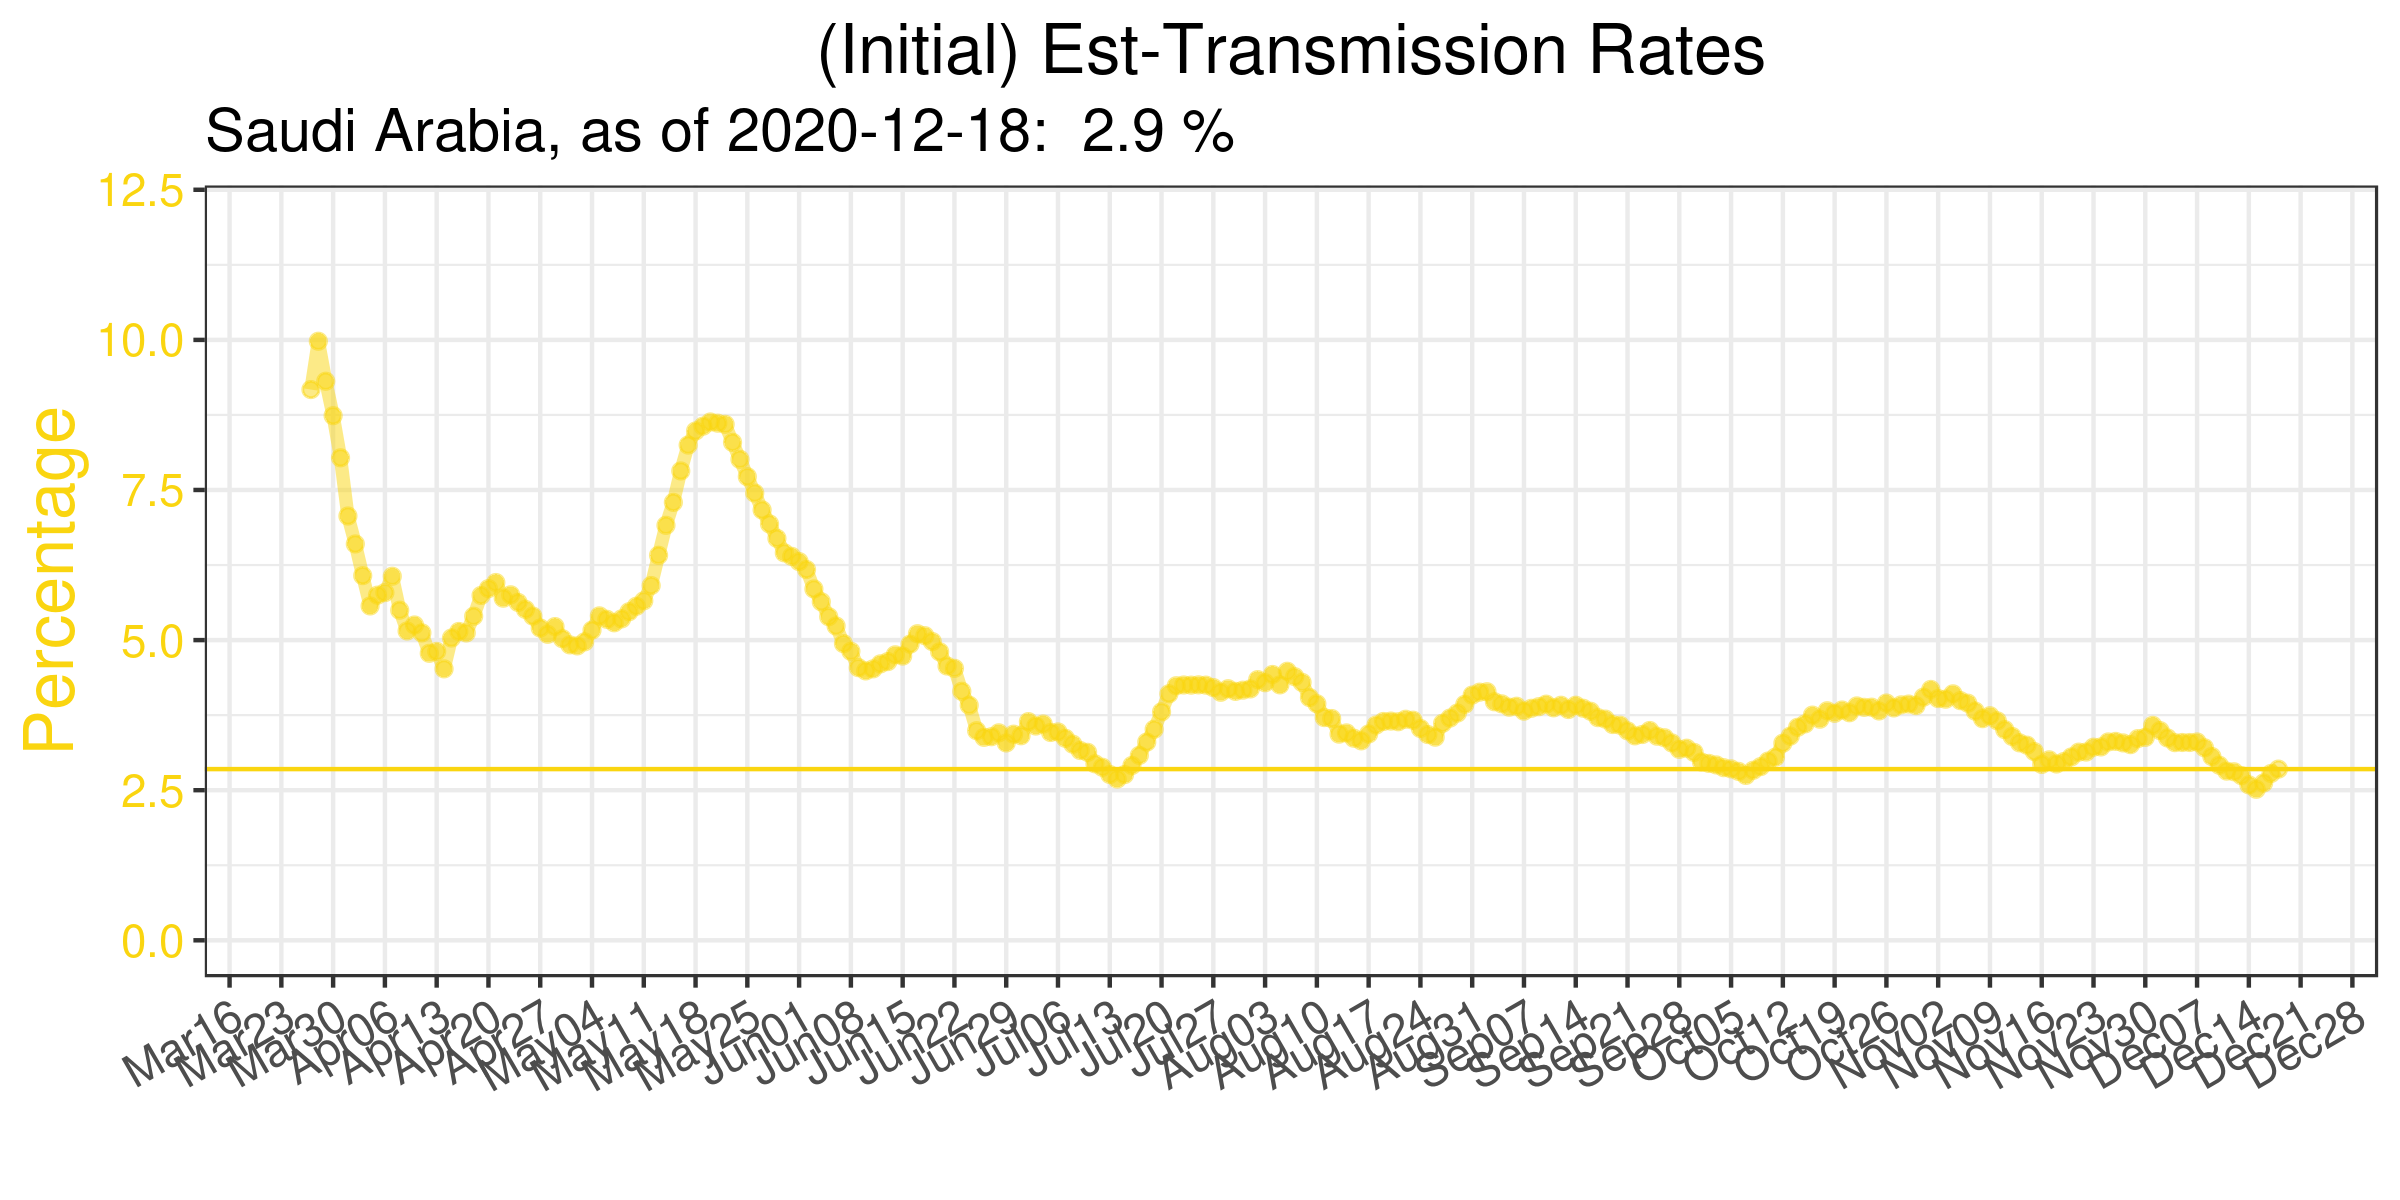 (Initial) Est-Transmission Rates
Saudi Arabia, as of 2020-12-18:  2.9 %
Percentage
12.5
10.0
7.5
5.0
2.5
0.0
Mar16
Mar23
Mar30
Apr06
Apr13
Apr20
Apr27
May04
May11
May18
May25
Jun01
Jun08
Jun15
Jun22
Jun29
Jul06
Jul13
Jul20
Jul27
Aug03
Aug10
Aug17
Aug24
Aug31
Sep07
Sep14
Sep21
Sep28
Oct05
Oct12
Oct19
Oct26
Nov02
Nov09
Nov16
Nov23
Nov30
Dec07
Dec14
Dec21
Dec28